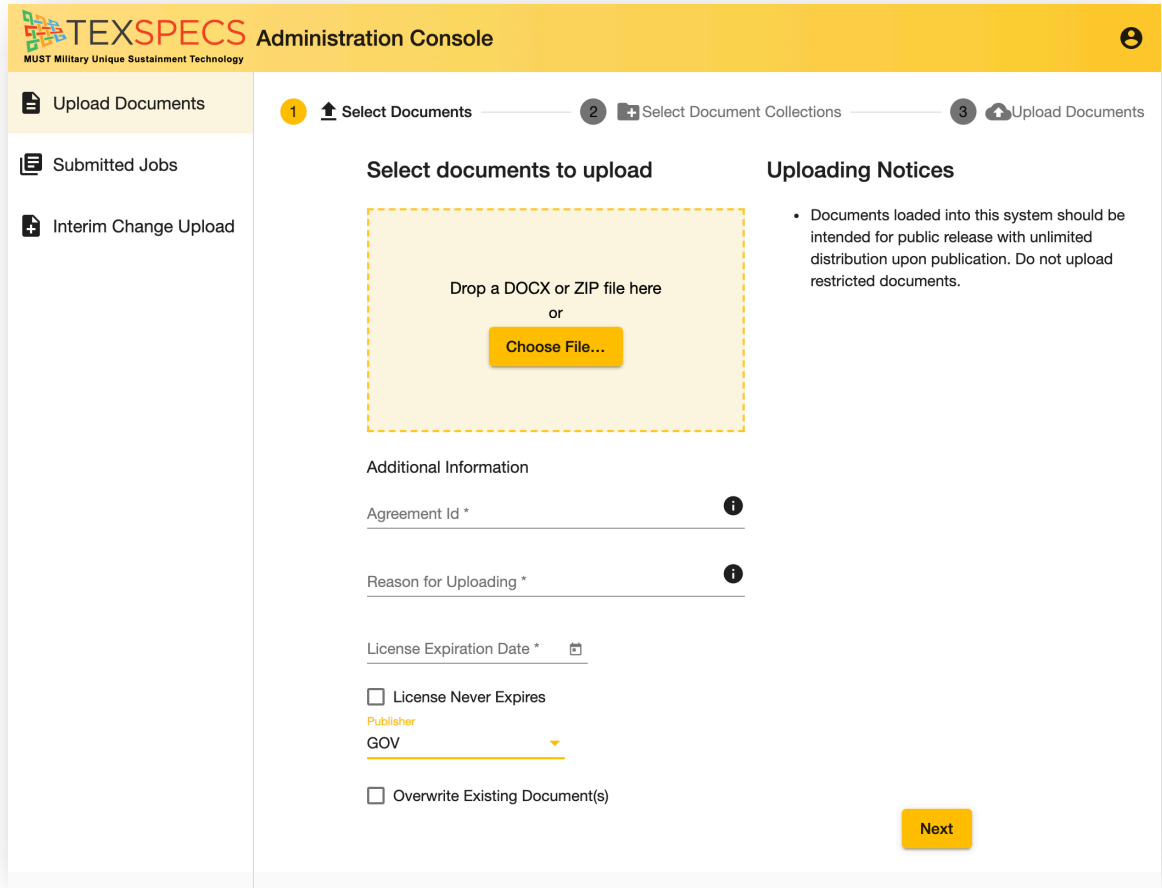 TEXSPECS
MUST Military Unique Sustainment Technology
Administration Console
Upload Documents
Submitted Jobs
Interim Change Upload
1 Select Documents
2 Select Document Collections
3 Upload Documents
Select documents to upload
Drop a DOCX or ZIP file here
or
Choose File...
Additional Information
Agreement Id *
Reason for Uploading *
License Expiration Date *
License Never Expires
Publisher
GOV
Overwrite Existing Document(s)
Uploading Notices
• Documents loaded into this system should be
intended for public release with unlimited
distribution upon publication. Do not upload
restricted documents.
Next